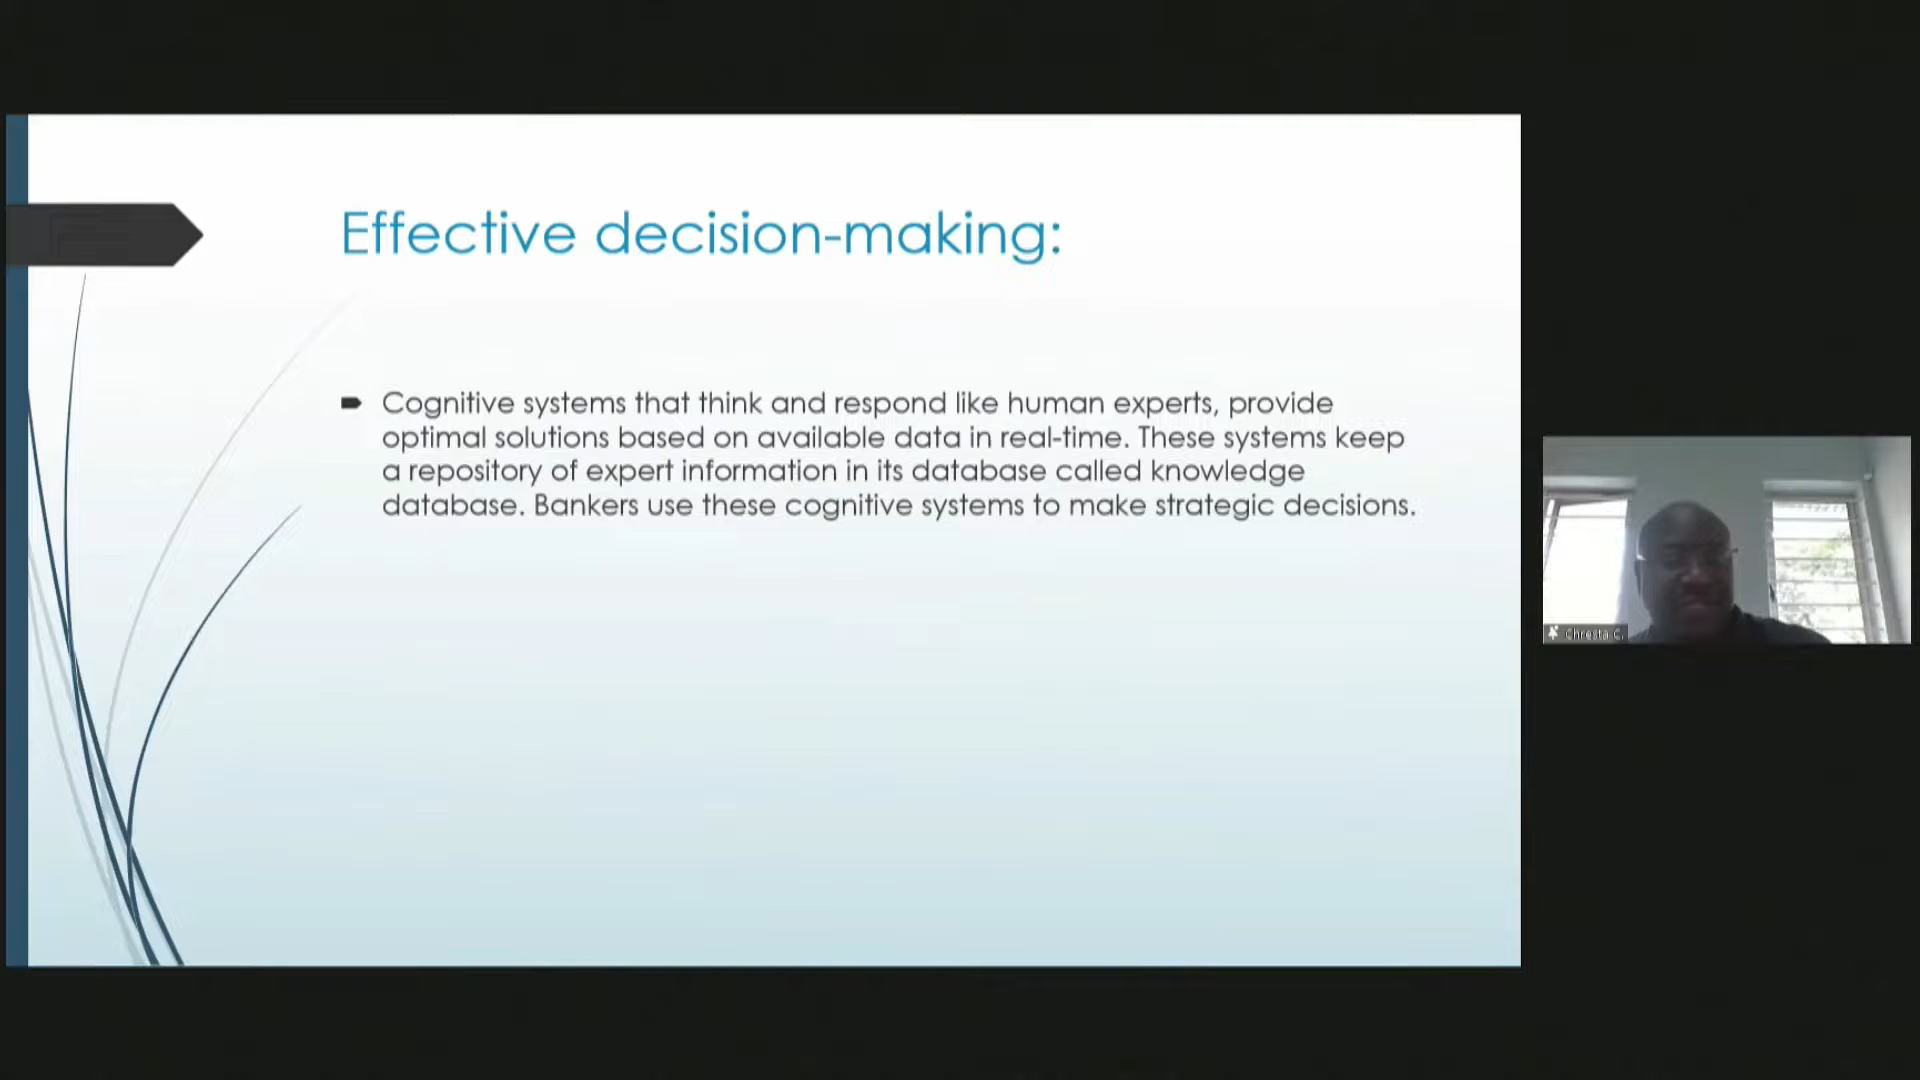 Effective decision-making:
Cognitive systems that think and respond like human experts, provide
optimal solutions based on available data in real-time. These systems keep
a repository of expert information in its database called knowledge
database. Bankers use these cognitive systems to make strategic decisions.
Chresta C.